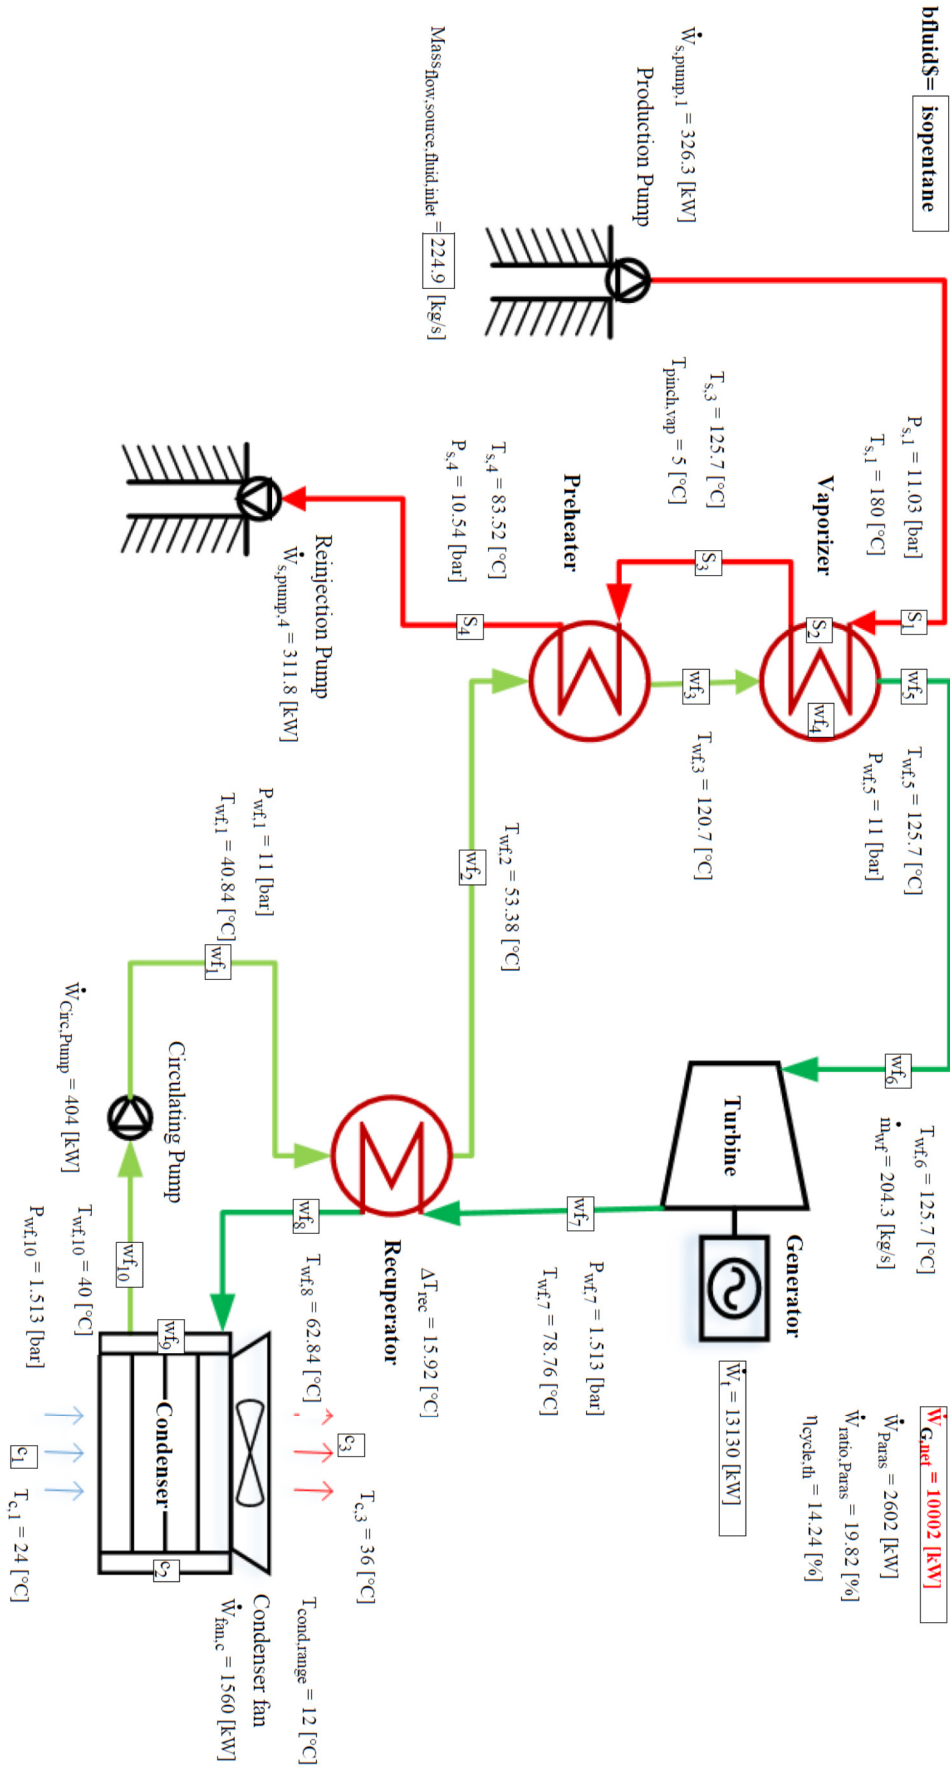 bfluid$= isopentane
Ẇs,pump,1 = 326.3 [kW]
Production Pump
Massflow,source,fluid,inlet = 224.9 [kg/s]
Ps,1 = 11.03 [bar]
Ts,1 = 180 [°C]
Vaporizer
Ts,3 = 125.7 [°C]
Tpinch,vap = 5 [°C]
Preheater
Ts,4 = 83.52 [°C]
Ps,4 = 10.54 [bar]
Reinjection Pump
Ẇs,pump,4 = 311.8 [kW]
S1
S2
S3
S4
wf5
wf4
wf3
Twf,5 = 125.7 [°C]
Pwf,5 = 11 [bar]
Twf,3 = 120.7 [°C]
Twf,2 = 53.38 [°C]
wf2
Pwf,1 = 11 [bar]
Twf,1 = 40.84 [°C]
wf1
Circulating Pump
ẆCirc,Pump = 404 [kW]
wf6
Twf,6 = 125.7 [°C]
ṁwf = 204.3 [kg/s]
Turbine
Generator
Ẇt = 13130 [kW]
ẆG,net = 10002 [kW]
ẆParas = 2602 [kW]
Ẇratio,Paras = 19.82 [%]
ηcycle,th = 14.24 [%]
wf7
Pwf,7 = 1.513 [bar]
Twf,7 = 78.76 [°C]
ΔTrec = 15.92 [°C]
Recuperator
wf8
Twf,8 = 62.84 [°C]
wf10
Twf,10 = 40 [°C]
Pwf,10 = 1.513 [bar]
wf9
Condenser
c2
c3
Tc,3 = 36 [°C]
c1
Tc,1 = 24 [°C]
Tcond,range = 12 [°C]
Condenser fan
Ẇfan,c = 1560 [kW]